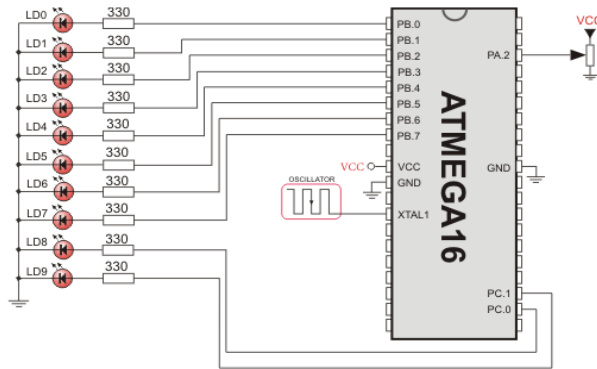 LD0 330
LD1 330
LD2 330
LD3 330
LD4 330
LD5 330
LD6 330
LD7 330
LD8 330
LD9 330
PB.0
PB.1
PB.2
PB.3
PB.4
PB.5
PB.6
PB.7
VCC VCC
GND
OSCILLATOR
XTAL1
ATMEGA16
VCC
PA.2
GND
PC.1
PC.0